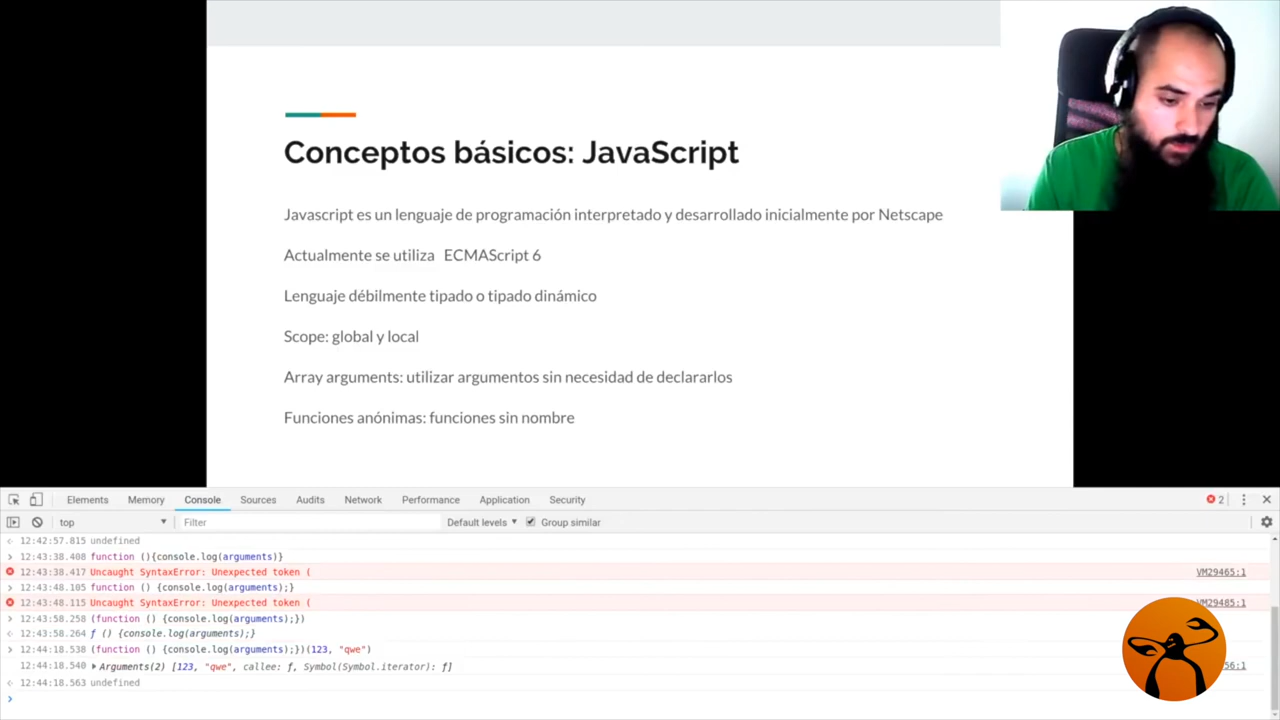 Conceptos básicos: JavaScript
Javascript es un lenguaje de programación interpretado y desarrollado inicialmente por Netscape
Actualmente se utiliza ECMAScript 6
Lenguaje débilmente tipado o tipado dinámico
Scope: global y local
Array arguments: utilizar argumentos sin necesidad de declararlos
Funciones anónimas: funciones sin nombre
Elements Memory Console Sources Audits Network Performance Application Security 2
top Filter Default levels Group similar
12:42:57.815 undefined
12:43:38.408 function (){console.log(arguments)}
12:43:38.417 Uncaught SyntaxError: Unexpected token ( VM29465:1
12:43:48.105 function () {console.log(arguments);}
12:43:48.115 Uncaught SyntaxError: Unexpected token ( VM29485:1
12:43:58.258 (function () {console.log(arguments);})
12:43:58.264 ƒ () {console.log(arguments);}
12:44:18.538 (function () {console.log(arguments);})(123, "qwe")
12:44:18.540 Arguments(2) [123, "qwe", callee: ƒ, Symbol(Symbol.iterator): ƒ] 56:1
12:44:18.563 undefined